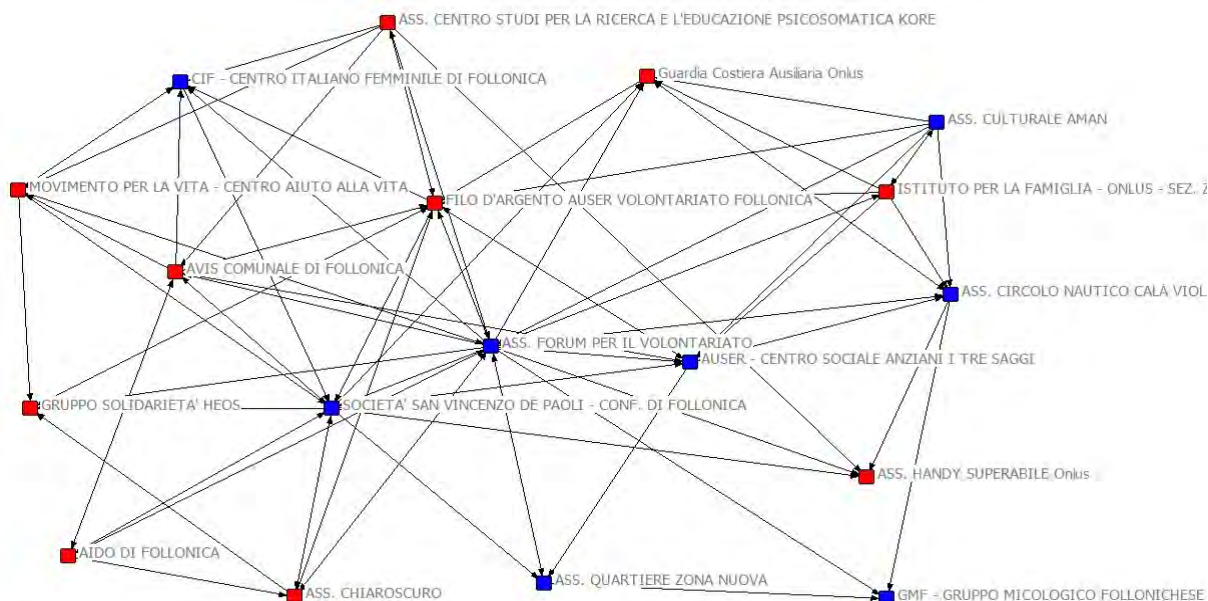 ASS. CENTRO STUDI PER LA RICERCA E L'EDUCAZIONE PSICOSOMATICA KORE
CIF - CENTRO ITALIANO FEMMINILE DI FOLLONICA
Guardia Costiera Ausiliaria Onlus
ASS. CULTURALE AMAN
MOVIMENTO PER LA VITA - CENTRO AIUTO ALLA VITA
FILO D'ARGENTO AUSER VOLONTARIATO FOLLONICA
ISTITUTO PER LA FAMIGLIA - ONLUS - SEZ. 2
AVIS COMUNALE DI FOLLONICA
ASS. CIRCOLO NAUTICO CALA VIOL
ASS. FORUM PER IL VOLONTARIATO
AUSER - CENTRO SOCIALE ANZIANI I TRE SAGGI
GRUPPO SOLIDARIETA' HEOS
SOCIETA' SAN VINCENZO DE PAOLI - CONF. DI FOLLONICA
ASS. HANDY SUPERABILE Onlus
AIDO DI FOLLONICA
ASS. QUARTIERE ZONA NUOVA
ASS. CHIAROSCURO
GMF - GRUPPO MICOLOGICO FOLLONICHESE